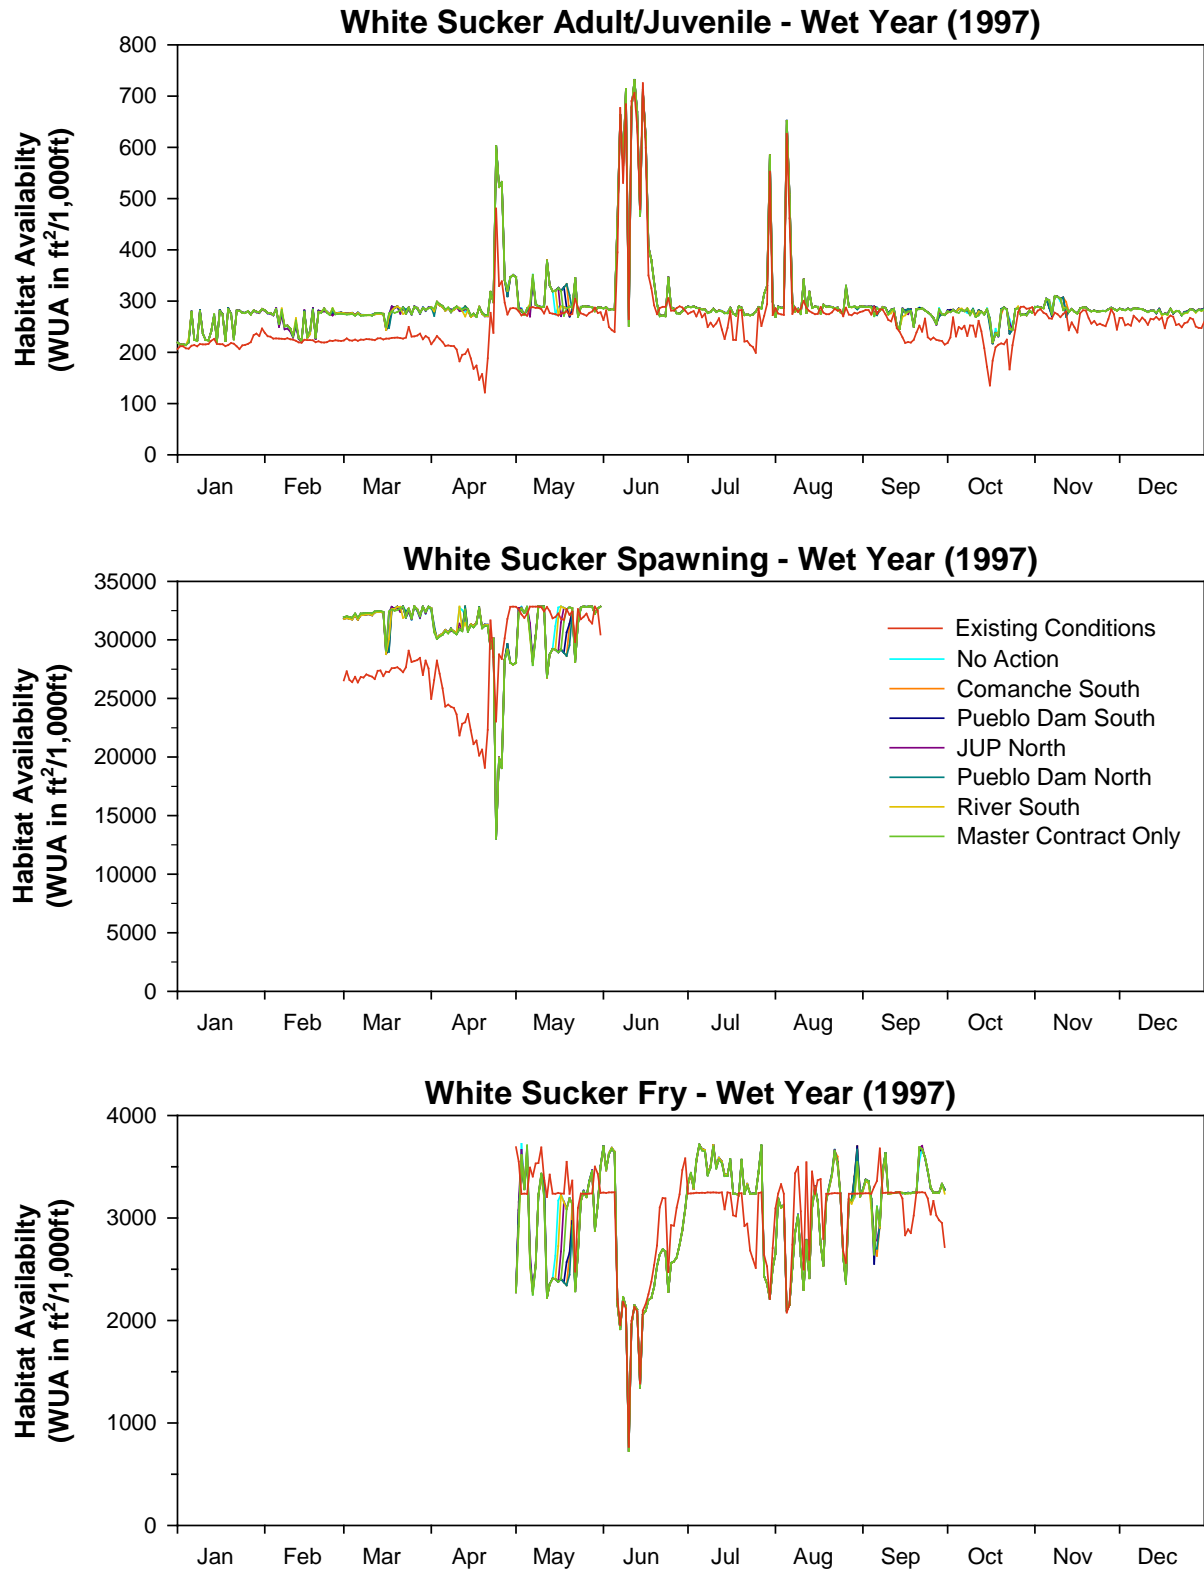 White Sucker Adult/Juvenile - Wet Year (1997)
Habitat Availabilty
(WUA in ft²/1,000ft)
800
700
600
500
400
300
200
100
0
Jan Feb Mar Apr May Jun Jul Aug Sep Oct Nov Dec
White Sucker Spawning - Wet Year (1997)
Habitat Availabilty
(WUA in ft²/1,000ft)
35000
30000
25000
20000
15000
10000
5000
0
Existing Conditions
No Action
Comanche South
Pueblo Dam South
JUP North
Pueblo Dam North
River South
Master Contract Only
Jan Feb Mar Apr May Jun Jul Aug Sep Oct Nov Dec
White Sucker Fry - Wet Year (1997)
Habitat Availabilty
(WUA in ft²/1,000ft)
4000
3000
2000
1000
0
Jan Feb Mar Apr May Jun Jul Aug Sep Oct Nov Dec